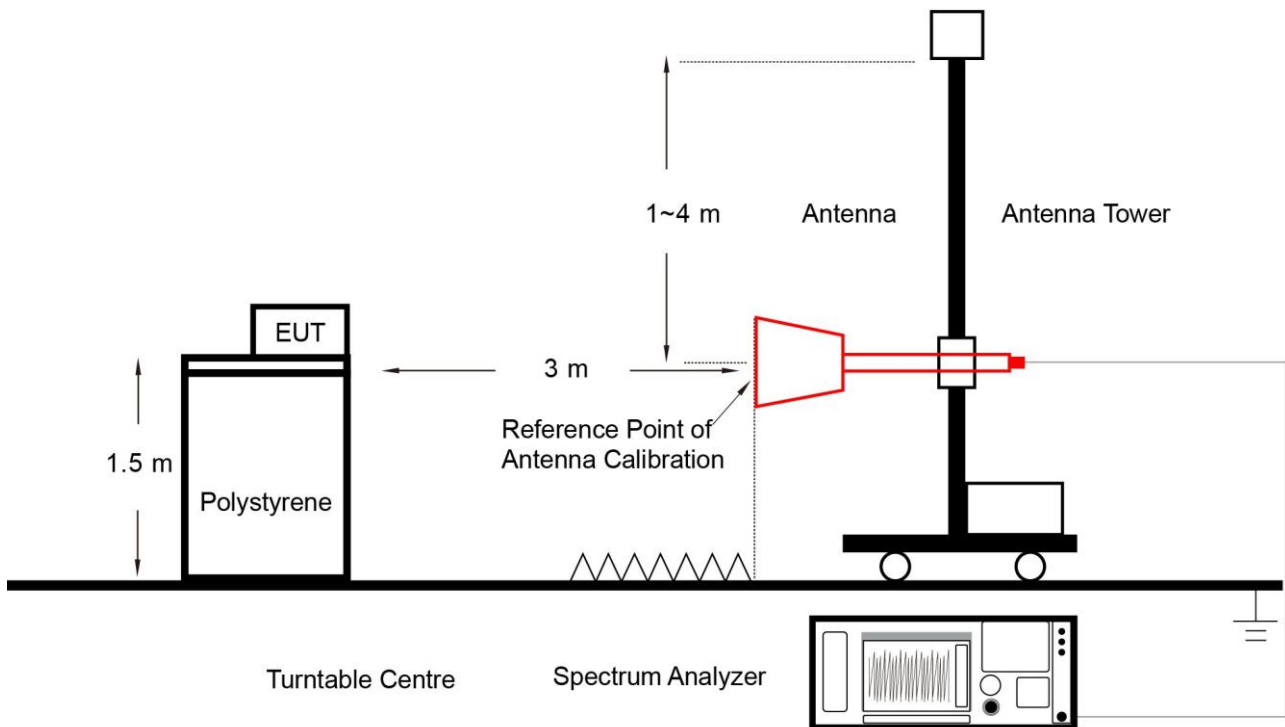 1~4 m
Antenna
Antenna Tower
EUT
3 m
Reference Point of
Antenna Calibration
1.5 m
Polystyrene
Turntable Centre
Spectrum Analyzer